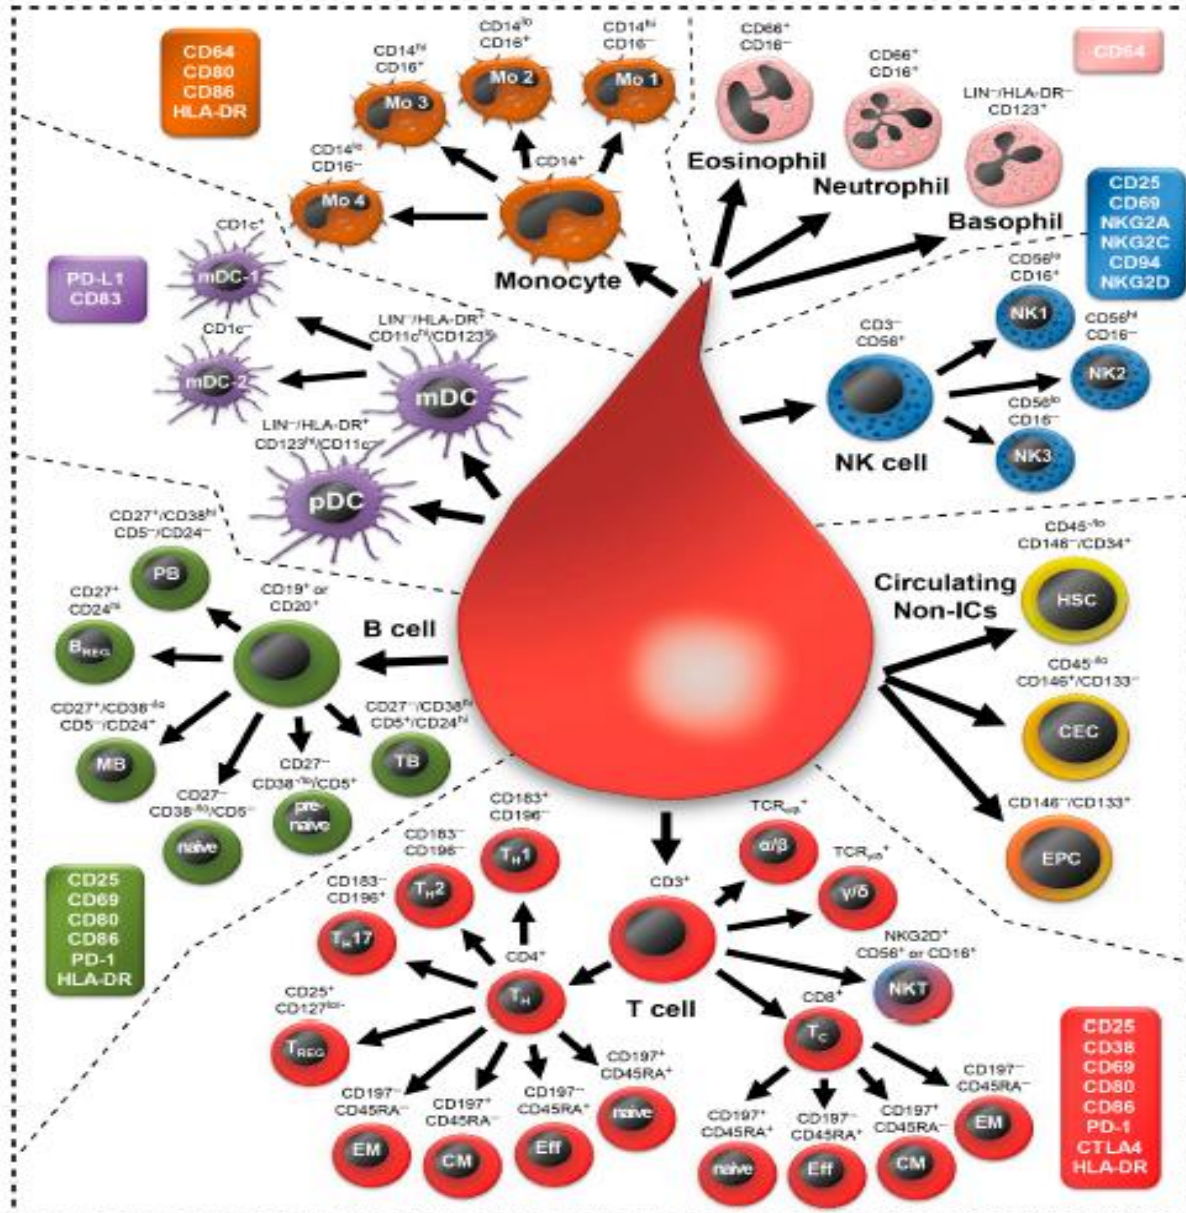 CD64
CD80
CD86
HLA-DR
CD14ʰⁱ
CD16⁺
Mo 3
CD14ˡᵒ
CD16⁺
Mo 2
CD14ʰⁱ
CD16⁻
Mo 1
CD14ˡᵒ
CD16⁻
Mo 4
CD14⁺
Monocyte
CD66⁺
CD16⁻
Eosinophil
CD66⁺
CD16⁺
Neutrophil
LIN⁻/HLA-DR⁻
CD123⁺
Basophil
CD64
CD25
CD69
NKG2A
NKG2C
CD94
NKG2D
PD-L1
CD83
CD1c⁺
mDC-1
CD1c⁻
mDC-2
LIN⁻/HLA-DR⁺
CD11cʰⁱ/CD123ˡᵒ
mDC
LIN⁻/HLA-DR⁺
CD123ʰⁱ/CD11c⁻
pDC
CD3⁻
CD56⁺
NK cell
CD56ˡᵒ
CD16⁺
NK1
CD56ʰⁱ
CD16⁻
NK2
CD56ˡᵒ
CD16⁻
NK3
CD27⁺/CD38ʰⁱ
CD5⁻/CD24⁻
PB
CD27⁺
CD24ʰⁱ
B_REG
CD19⁺ or
CD20⁺
B cell
CD27⁺/CD38⁻/ˡᵒ
CD5⁻/CD24⁺
MB
CD27⁻
CD38⁻/ˡᵒ/CD5⁻
naive
CD27⁻
CD38⁻/ˡᵒ/CD5⁺
pre-
naive
CD27⁻/CD38ʰⁱ
CD5⁺/CD24ʰⁱ
TB
CD25
CD69
CD80
CD86
PD-1
HLA-DR
Circulating
Non-ICs
CD45⁻/ˡᵒ
CD146⁻/CD34⁺
HSC
CD45⁻/ˡᵒ
CD146⁺/CD133⁻
CEC
CD146⁻/CD133⁺
EPC
CD3⁺
T cell
TCRα/β⁺
α/β
TCRγ/δ⁺
γ/δ
NKG2D⁺
CD56⁺ or CD16⁺
NKT
CD183⁺
CD196⁻
T_H1
CD183⁻
CD196⁻
T_H2
CD183⁻
CD196⁺
T_H17
CD25⁺
CD127ˡᵒ/⁻
T_REG
CD4⁺
T_H
CD197⁻
CD45RA⁻
EM
CD197⁺
CD45RA⁻
CM
CD197⁻
CD45RA⁺
Eff
CD197⁺
CD45RA⁺
naive
CD8⁺
T_C
CD197⁺
CD45RA⁺
naive
CD197⁻
CD45RA⁺
Eff
CD197⁺
CD45RA⁻
CM
CD197⁻
CD45RA⁻
EM
CD25
CD38
CD69
CD80
CD86
PD-1
CTLA4
HLA-DR